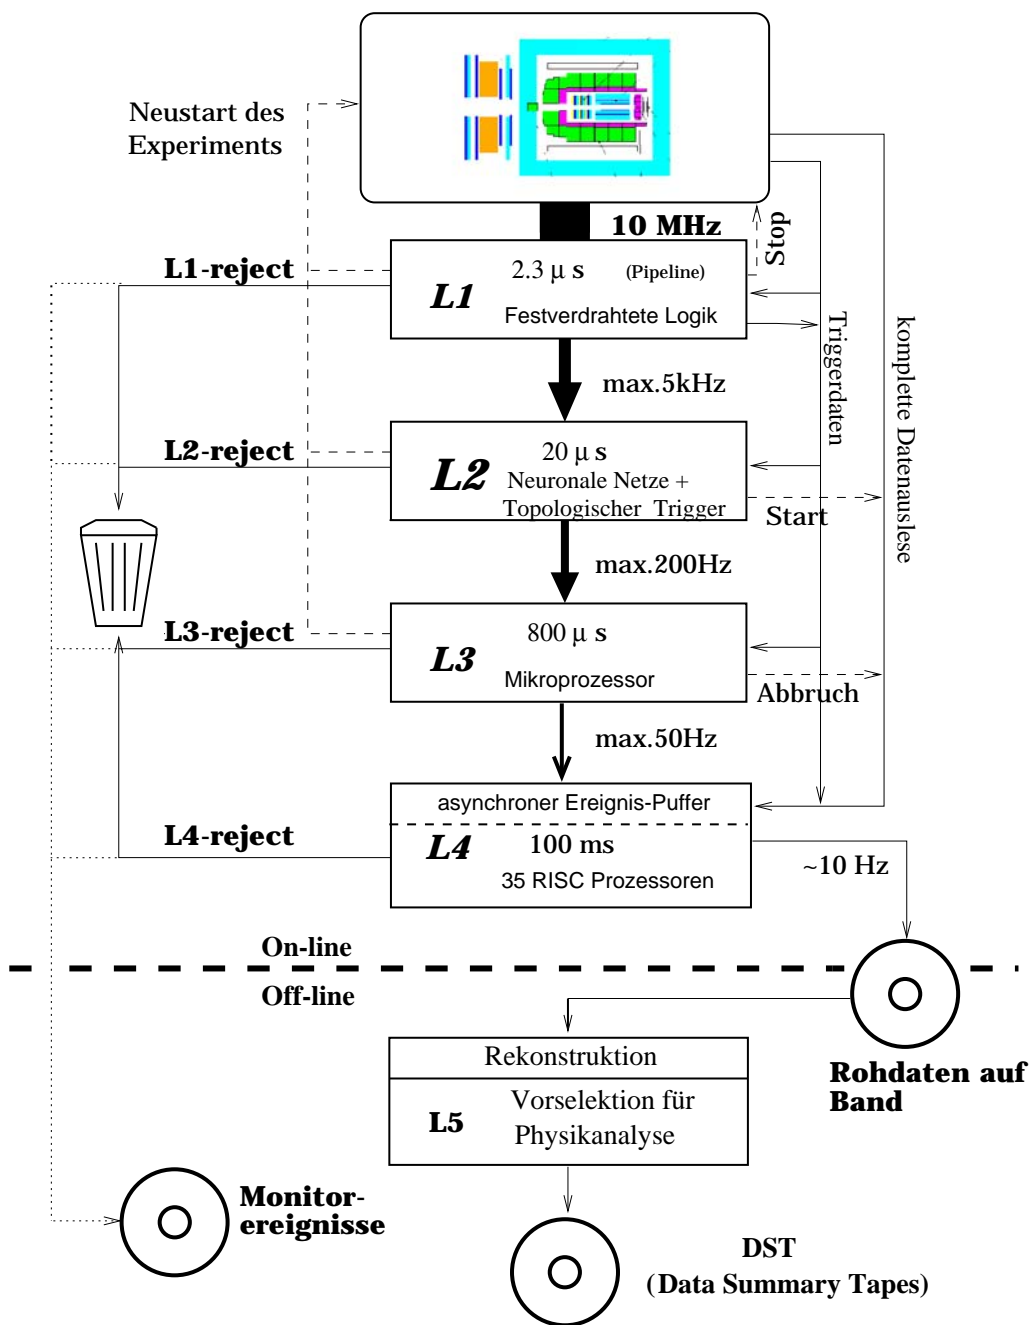 Neustart des
Experiments
10 MHz
Stop
L1-reject
2.3 µ s (Pipeline)
L1
Festverdrahtete Logik
Triggerdaten
komplette Datenauslese
max.5kHz
L2-reject
20 µ s
L2
Neuronale Netze +
Topologischer Trigger
Start
max.200Hz
L3-reject
800 µ s
L3
Mikroprozessor
Abbruch
max.50Hz
asynchroner Ereignis-Puffer
L4-reject
L4 100 ms
35 RISC Prozessoren
~10 Hz
On-line
Off-line
Rekonstruktion
Rohdaten auf
Band
L5
Vorselektion für
Physikanalyse
Monitor-
ereignisse
DST
(Data Summary Tapes)